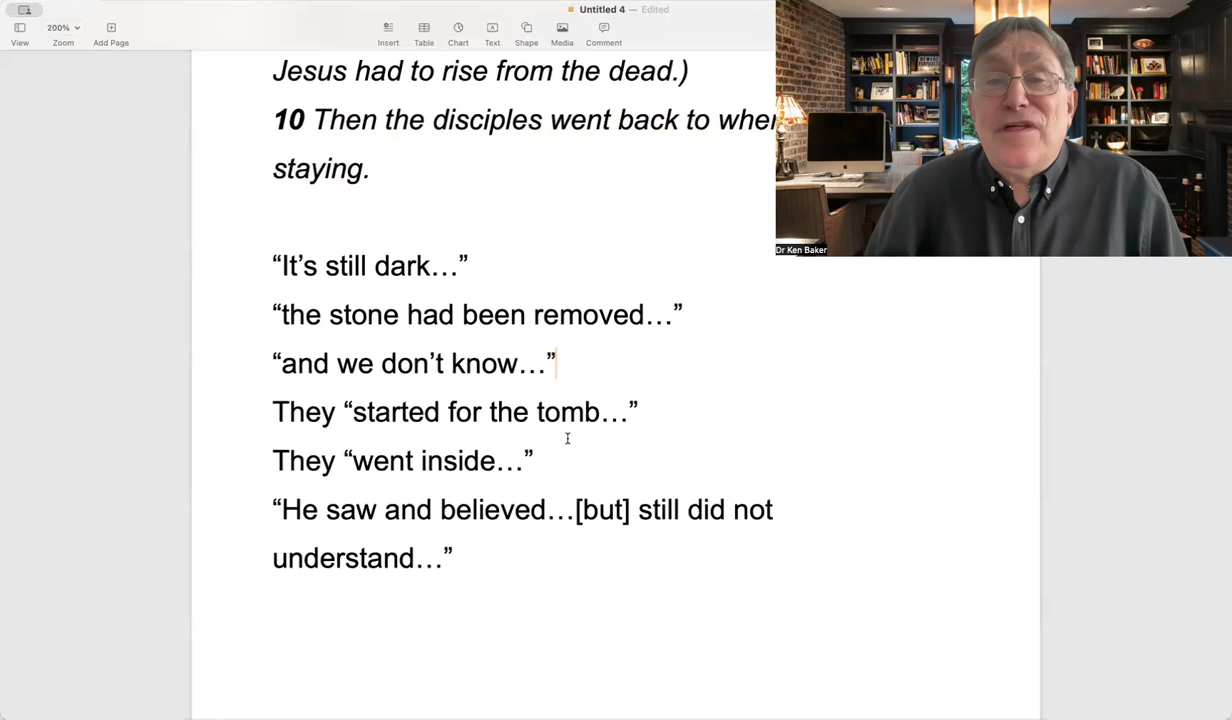 Untitled 4 — Edited
200%
View Zoom Add Page Insert Table Chart Text Shape Media Comment
Jesus had to rise from the dead.)
10 Then the disciples went back to wher
staying.
Dr Ken Baker
“It’s still dark…”
“the stone had been removed…”
“and we don’t know…”
They “started for the tomb…”
They “went inside…”
“He saw and believed…[but] still did not
understand…”